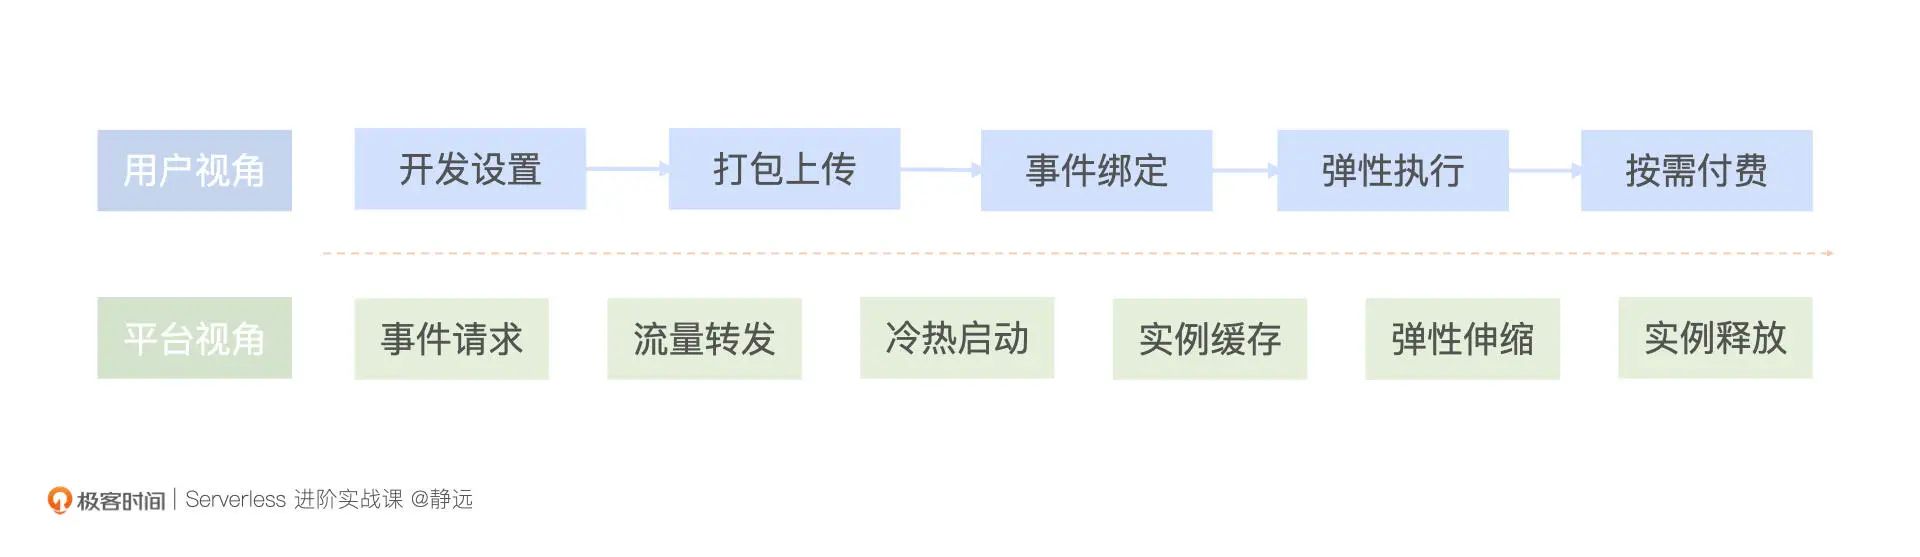 用户视角 开发设置 打包上传 事件绑定 弹性执行 按需付费
平台视角 事件请求 流量转发 冷热启动 实例缓存 弹性伸缩 实例释放
极客时间 | Serverless 进阶实战课 @静远